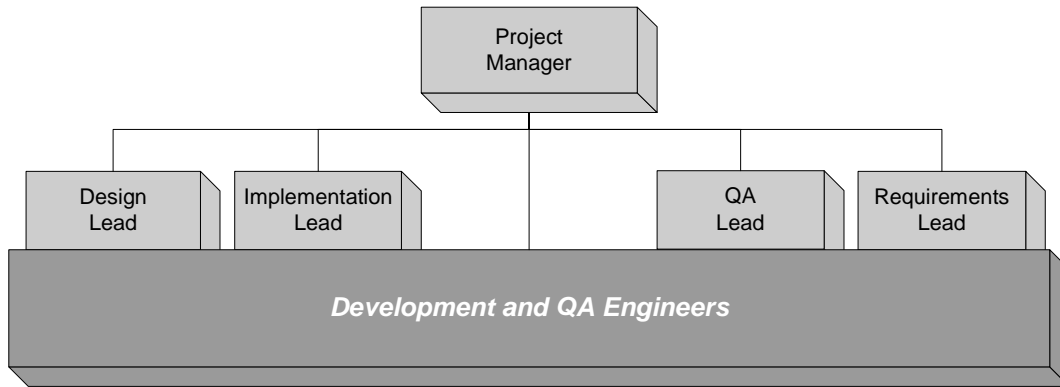 Project
Manager
Design
Lead
Implementation
Lead
QA
Lead
Requirements
Lead
Development and QA Engineers